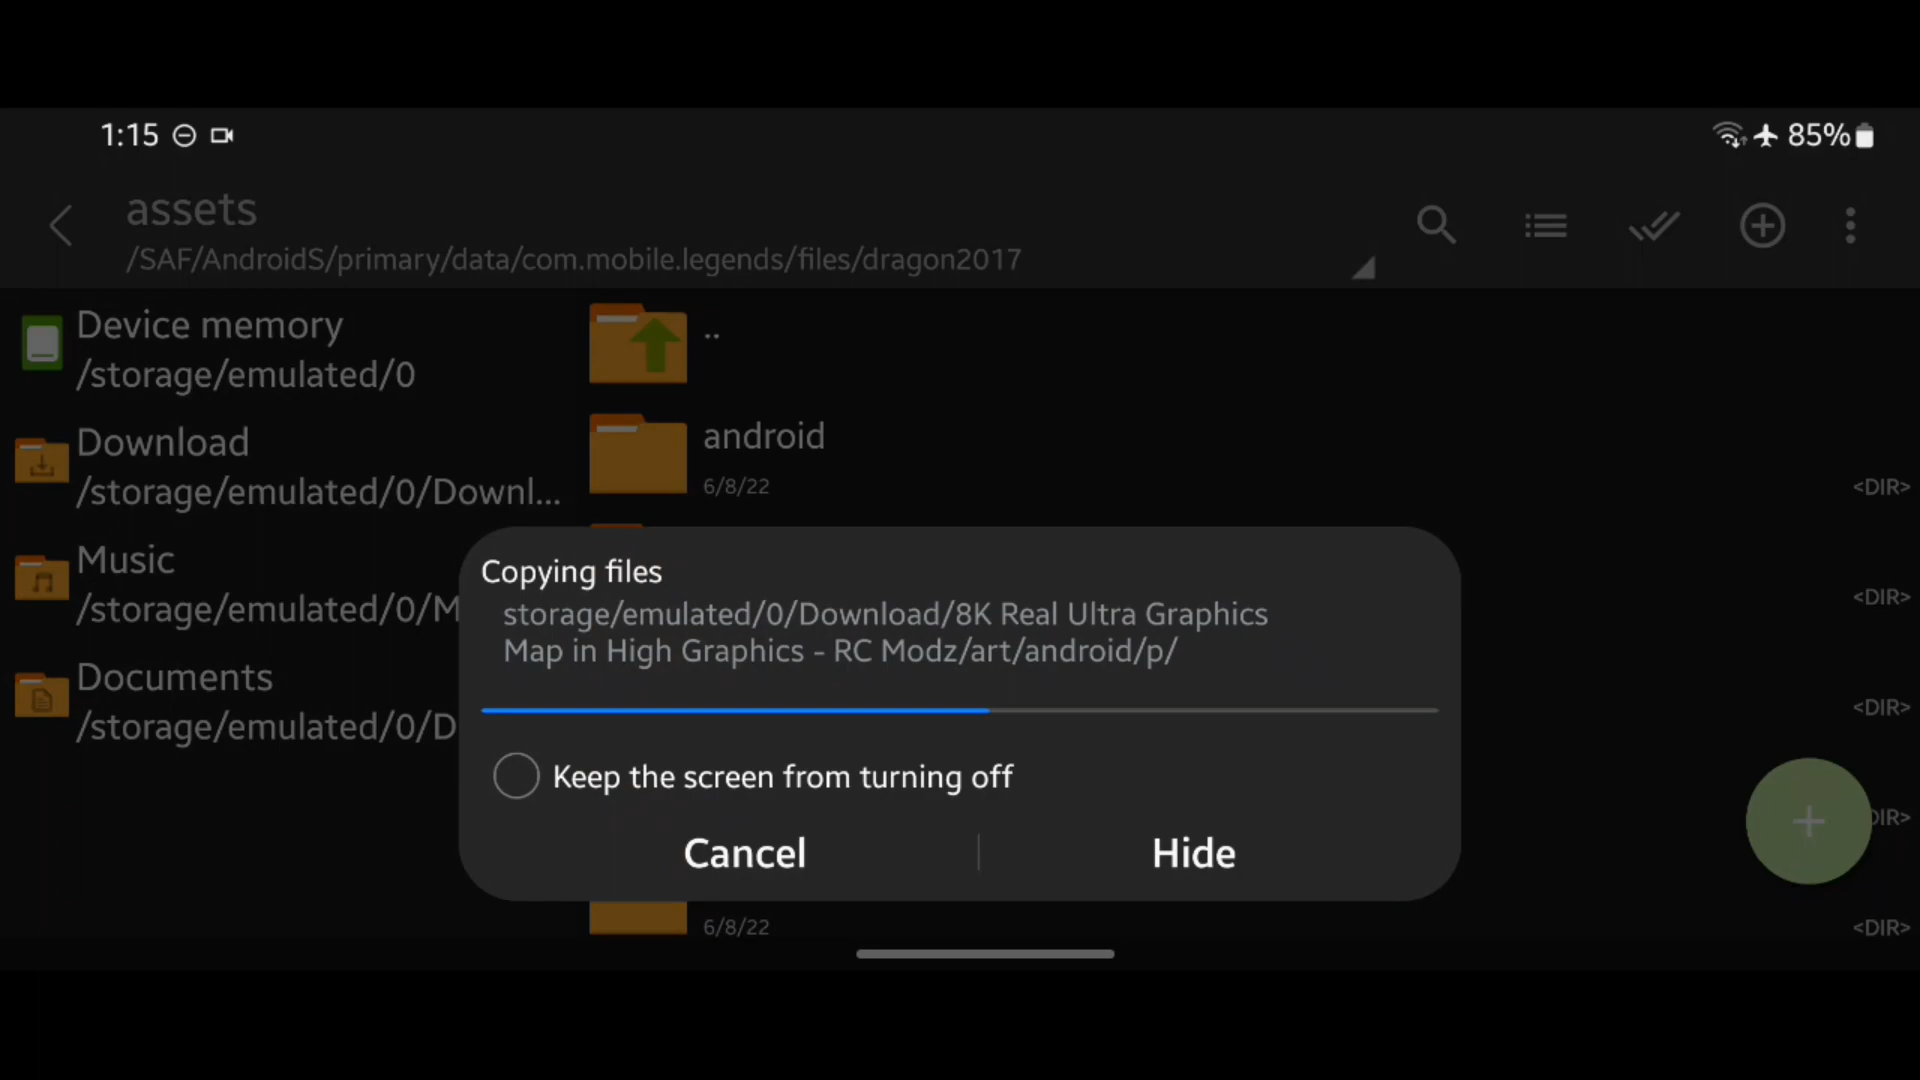 1:15
85%
assets
/SAF/AndroidS/primary/data/com.mobile.legends/files/dragon2017
Device memory
/storage/emulated/0
Download
/storage/emulated/0/Downl...
Music
/storage/emulated/0/M
Documents
/storage/emulated/0/D
..
android
6/8/22
<DIR>
<DIR>
<DIR>
DIR>
6/8/22
<DIR>
Copying files
storage/emulated/0/Download/8K Real Ultra Graphics
Map in High Graphics - RC Modz/art/android/p/
Keep the screen from turning off
Cancel
Hide